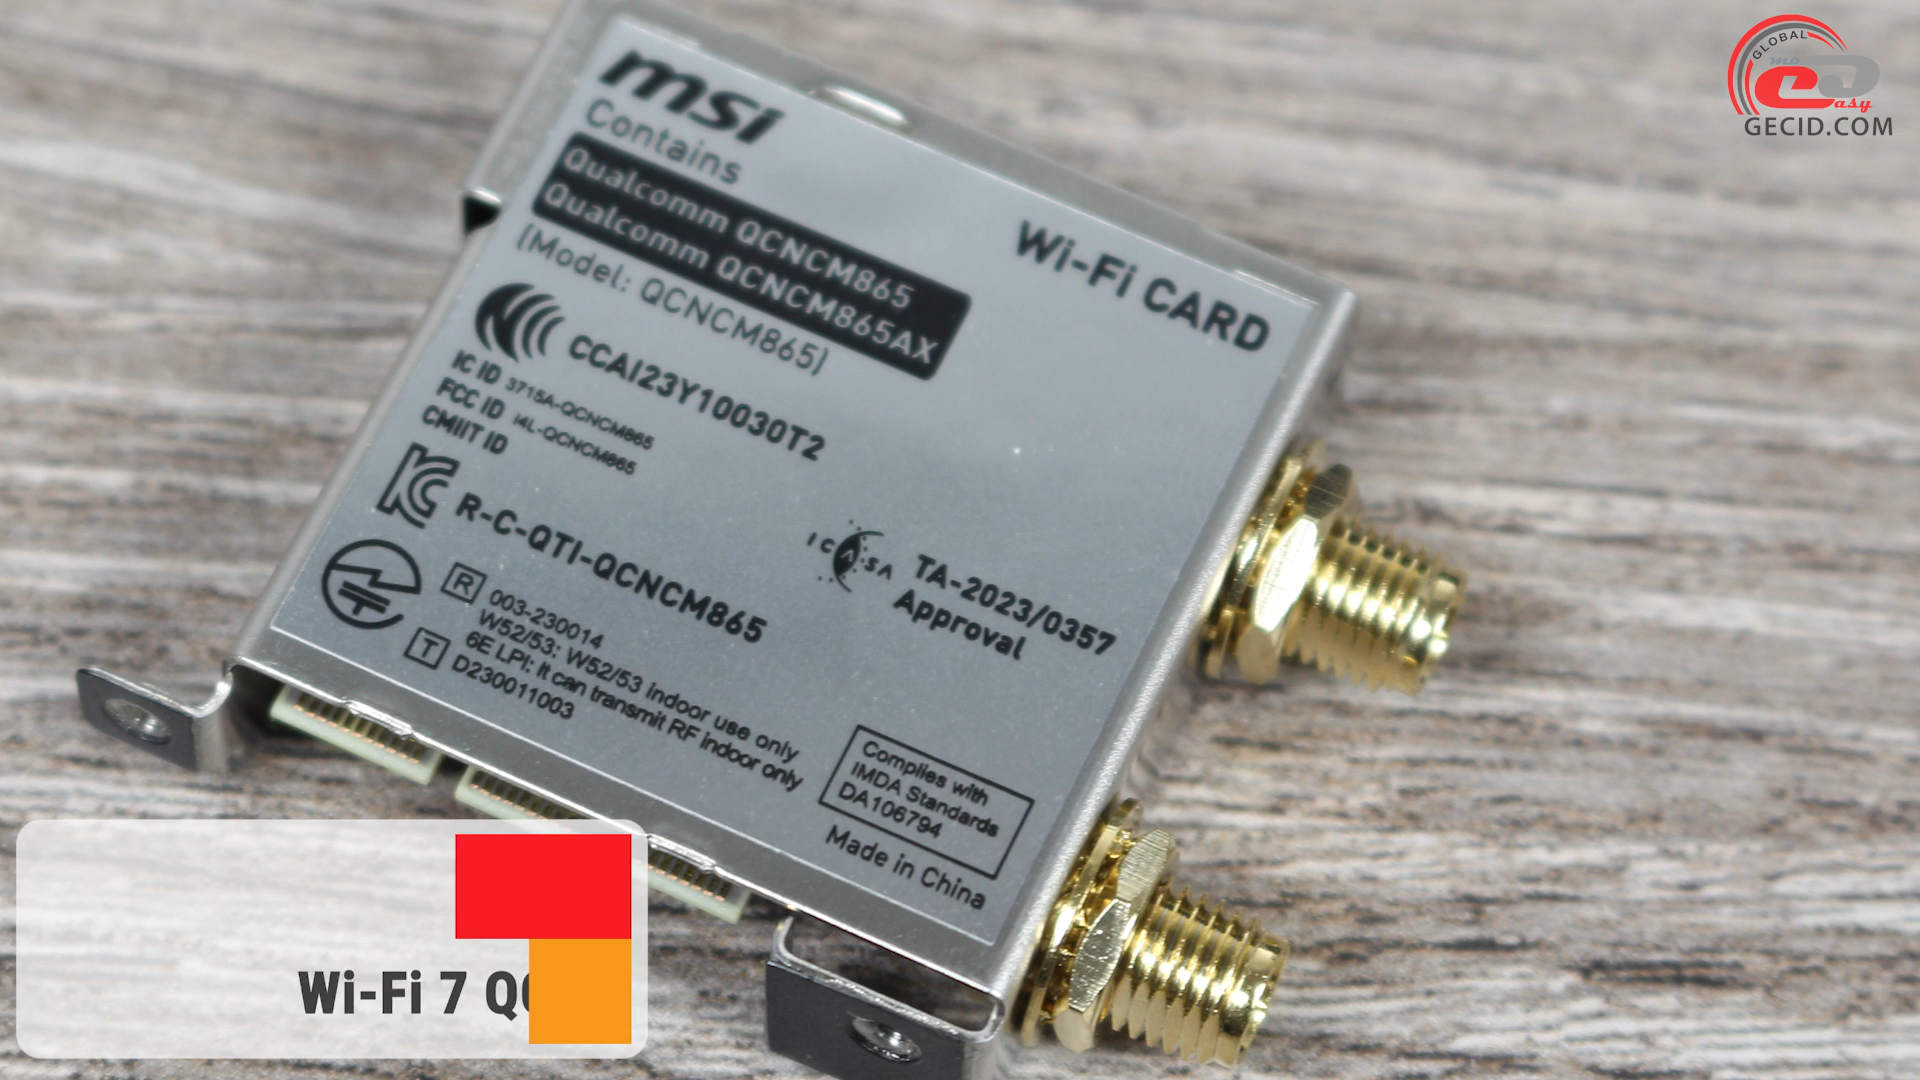 msi
Contains
Qualcomm QCNCM865
Qualcomm QCNCM865AX
(Model: QCNCM865)
Wi-Fi CARD
CCAI23Y10030T2
IC ID 3715A-QCNCM865
FCC ID J4L-QCNCM865
CMIIT ID
R-C-QTI-QCNCM865
ICASA
TA-2023/0357
Approval
R 003-230014
W52/53: W52/53 indoor use only
6E LPI: It can transmit RF indoor only
T D230011003
Complies with
IMDA Standards
DA106794
Made in China
GLOBAL
easy
GECID.COM
Wi-Fi 7